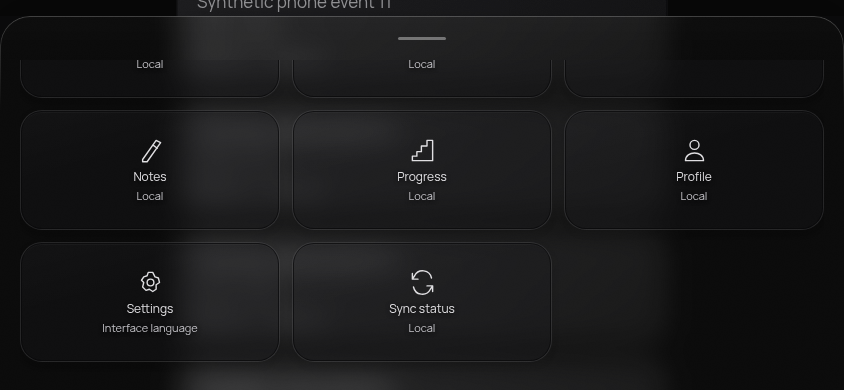 Synthetic phone event 11
Local
Local
Notes
Local
Progress
Local
Profile
Local
Settings
Interface language
Sync status
Local